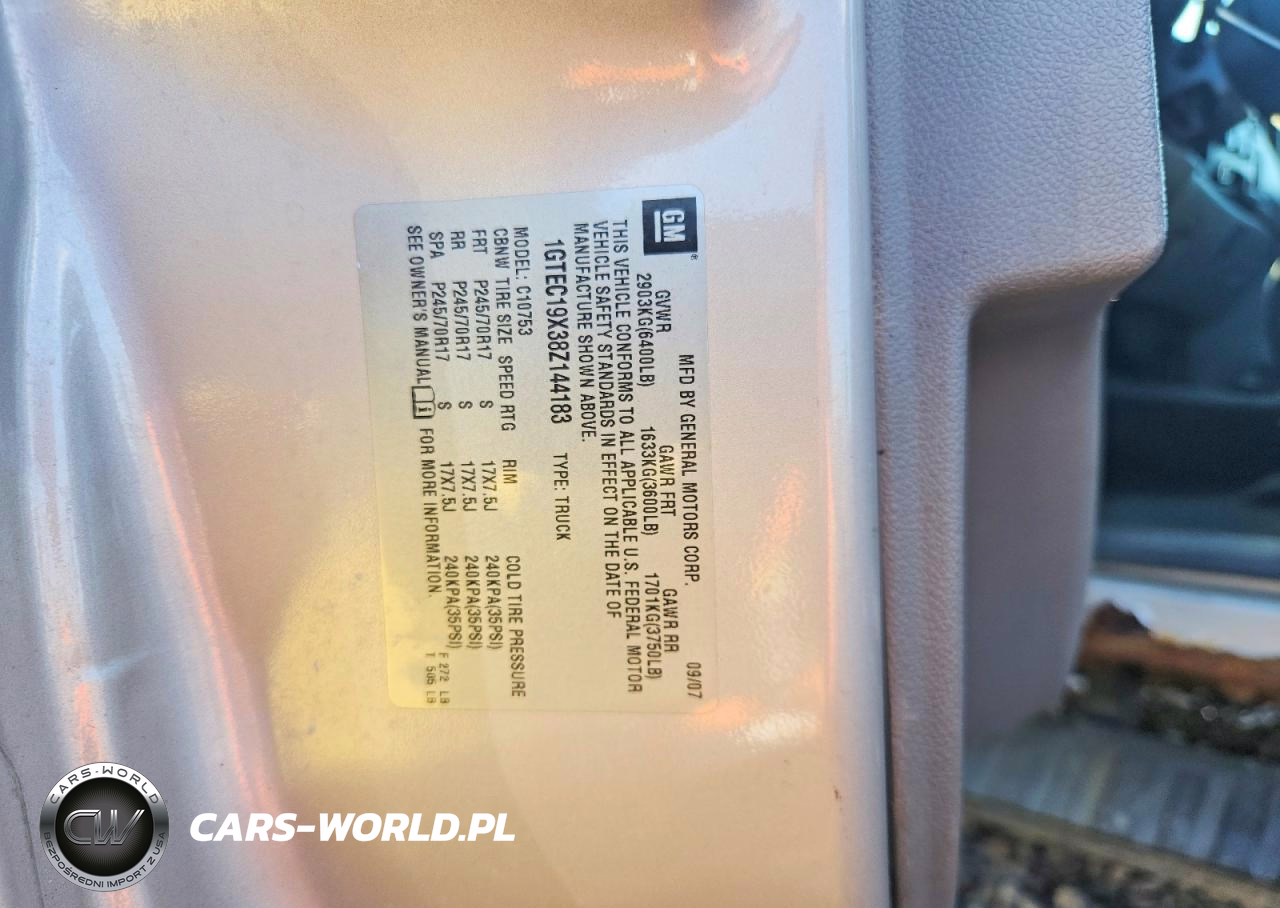 GM®
MFD BY GENERAL MOTORS CORP. 09/07
GVWR GAWR FRT GAWR RR
2903KG(6400LB) 1633KG(3600LB) 1701KG(3750LB)
THIS VEHICLE CONFORMS TO ALL APPLICABLE U.S. FEDERAL MOTOR
VEHICLE SAFETY STANDARDS IN EFFECT ON THE DATE OF
MANUFACTURE SHOWN ABOVE.
1GTEC19X38Z144183 TYPE: TRUCK
MODEL: C10753
CBNW TIRE SIZE SPEED RTG RIM COLD TIRE PRESSURE
FRT P245/70R17 S 17X7.5J 240KPA(35PSI)
RR P245/70R17 S 17X7.5J 240KPA(35PSI)
SPA P245/70R17 S 17X7.5J 240KPA(35PSI)
SEE OWNER'S MANUAL FOR MORE INFORMATION.
F 272 LB
T 505 LB
CARS-WORLD
CW
BEZPOŚREDNI IMPORT Z USA
CARS-WORLD.PL